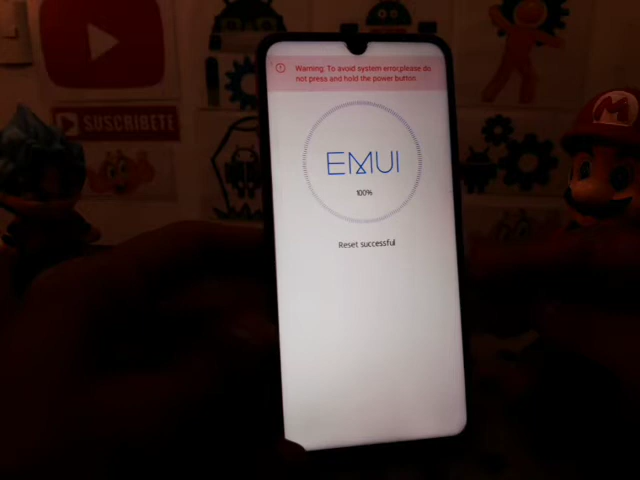 Warning: To avoid system error,please do
not press and hold the power button
EMUI
100%
Reset successful
SUSCRIBETE
M